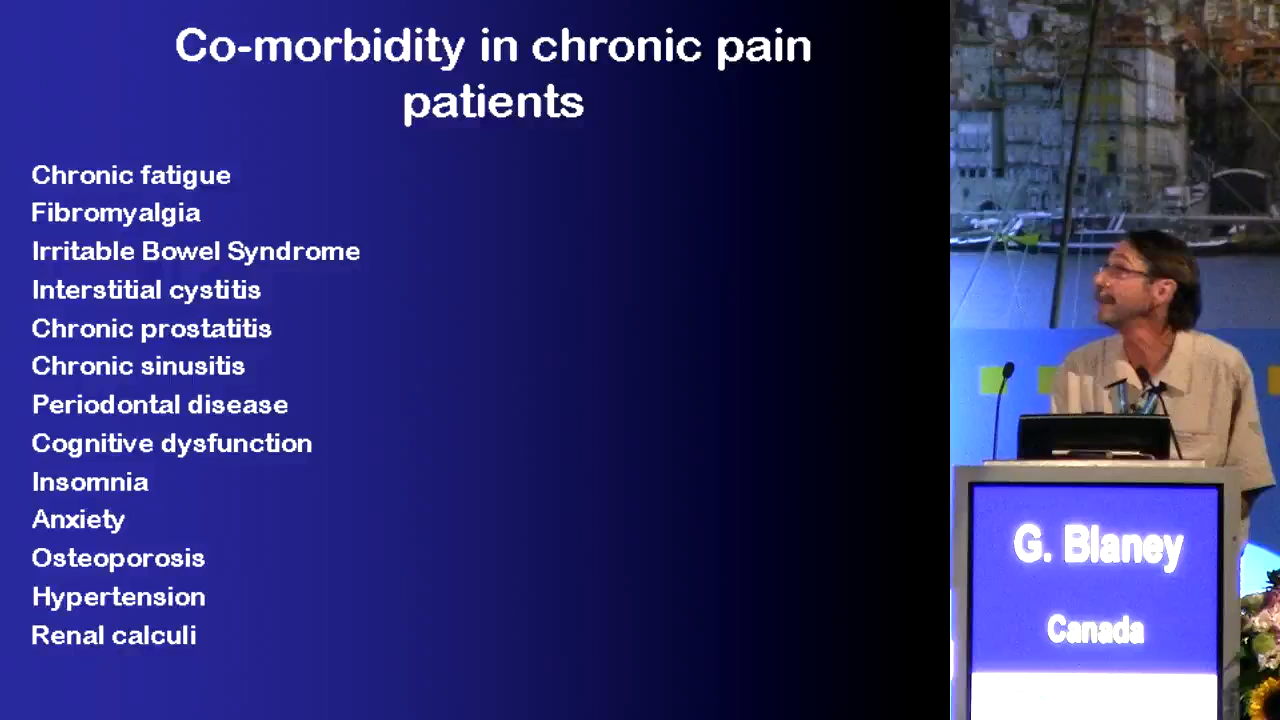 Co-morbidity in chronic pain
patients
Chronic fatigue
Fibromyalgia
Irritable Bowel Syndrome
Interstitial cystitis
Chronic prostatitis
Chronic sinusitis
Periodontal disease
Cognitive dysfunction
Insomnia
Anxiety
Osteoporosis
Hypertension
Renal calculi
G. Blaney
Canada